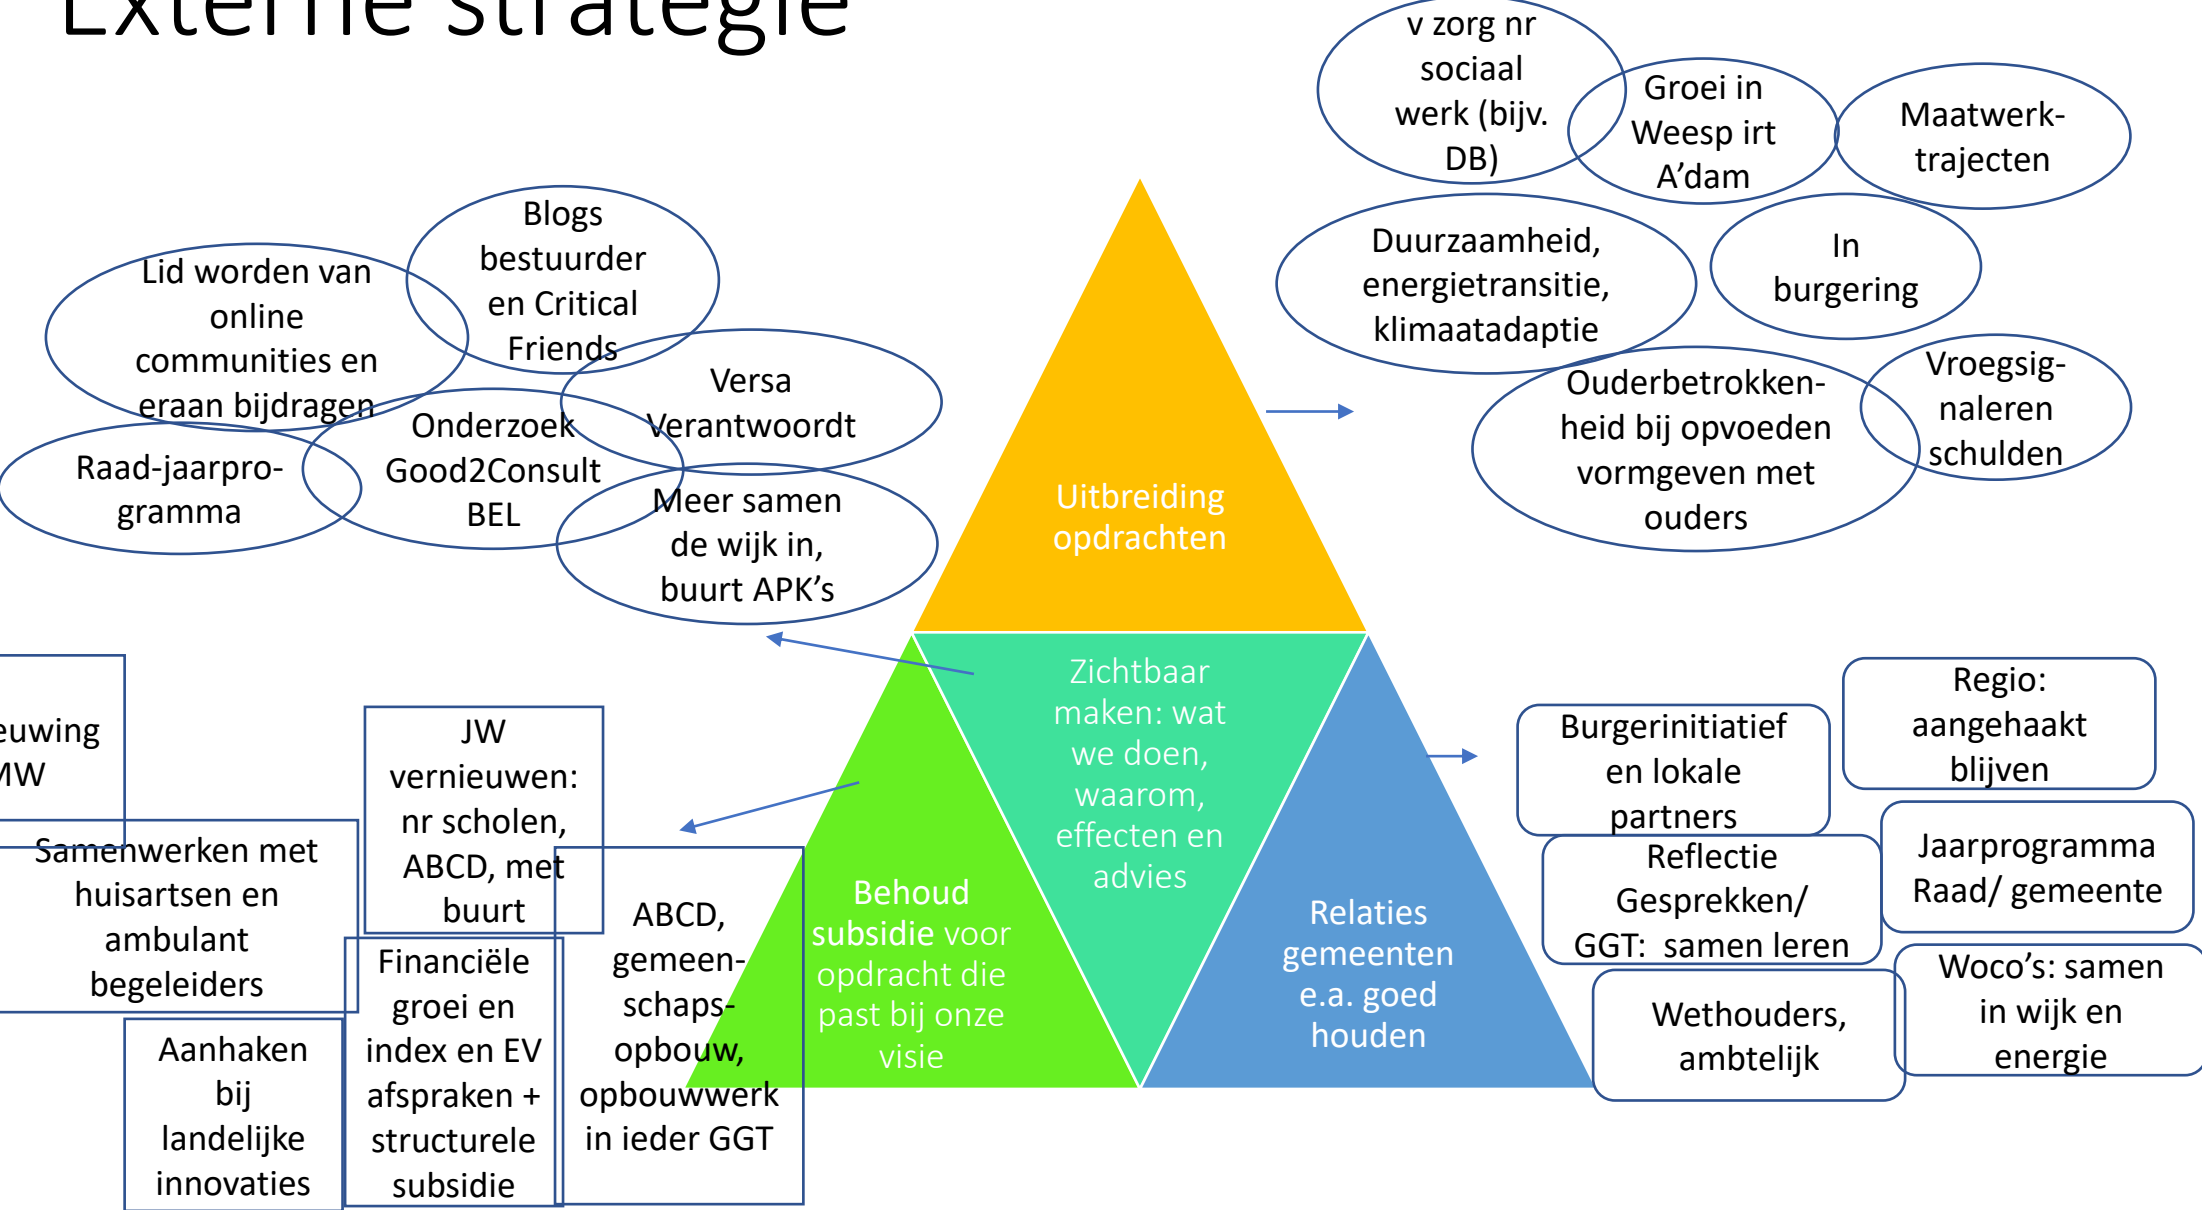 Externe strategie
v zorg nr
sociaal
werk (bijv.
DB)
Groei in
Weesp irt
A’dam
Maatwerk-
trajecten
Duurzaamheid,
energietransitie,
klimaatadaptie
In
burgering
Ouderbetrokken-
heid bij opvoeden
vormgeven met
ouders
Vroegsig-
naleren
schulden
Blogs
bestuurder
en Critical
Friends
Lid worden van
online
communities en
eraan bijdragen
Versa
Verantwoordt
Onderzoek
Good2Consult
BEL
Raad-jaarpro-
gramma
Meer samen
de wijk in,
buurt APK’s
Uitbreiding
opdrachten
Zichtbaar
maken: wat
we doen,
waarom,
effecten en
advies
Behoud
subsidie voor
opdracht die
past bij onze
visie
Relaties
gemeenten
e.a. goed
houden
euwing
MW
Samenwerken met
huisartsen en
ambulant
begeleiders
JW
vernieuwen:
nr scholen,
ABCD, met
buurt
Aanhaken
bij
landelijke
innovaties
Financiële
groei en
index en EV
afspraken +
structurele
subsidie
ABCD,
gemeen-
schaps-
opbouw,
opbouwwerk
in ieder GGT
Burgerinitiatief
en lokale
partners
Regio:
aangehaakt
blijven
Reflectie
Gesprekken/
GGT:  samen leren
Jaarprogramma
Raad/ gemeente
Wethouders,
ambtelijk
Woco’s: samen
in wijk en
energie